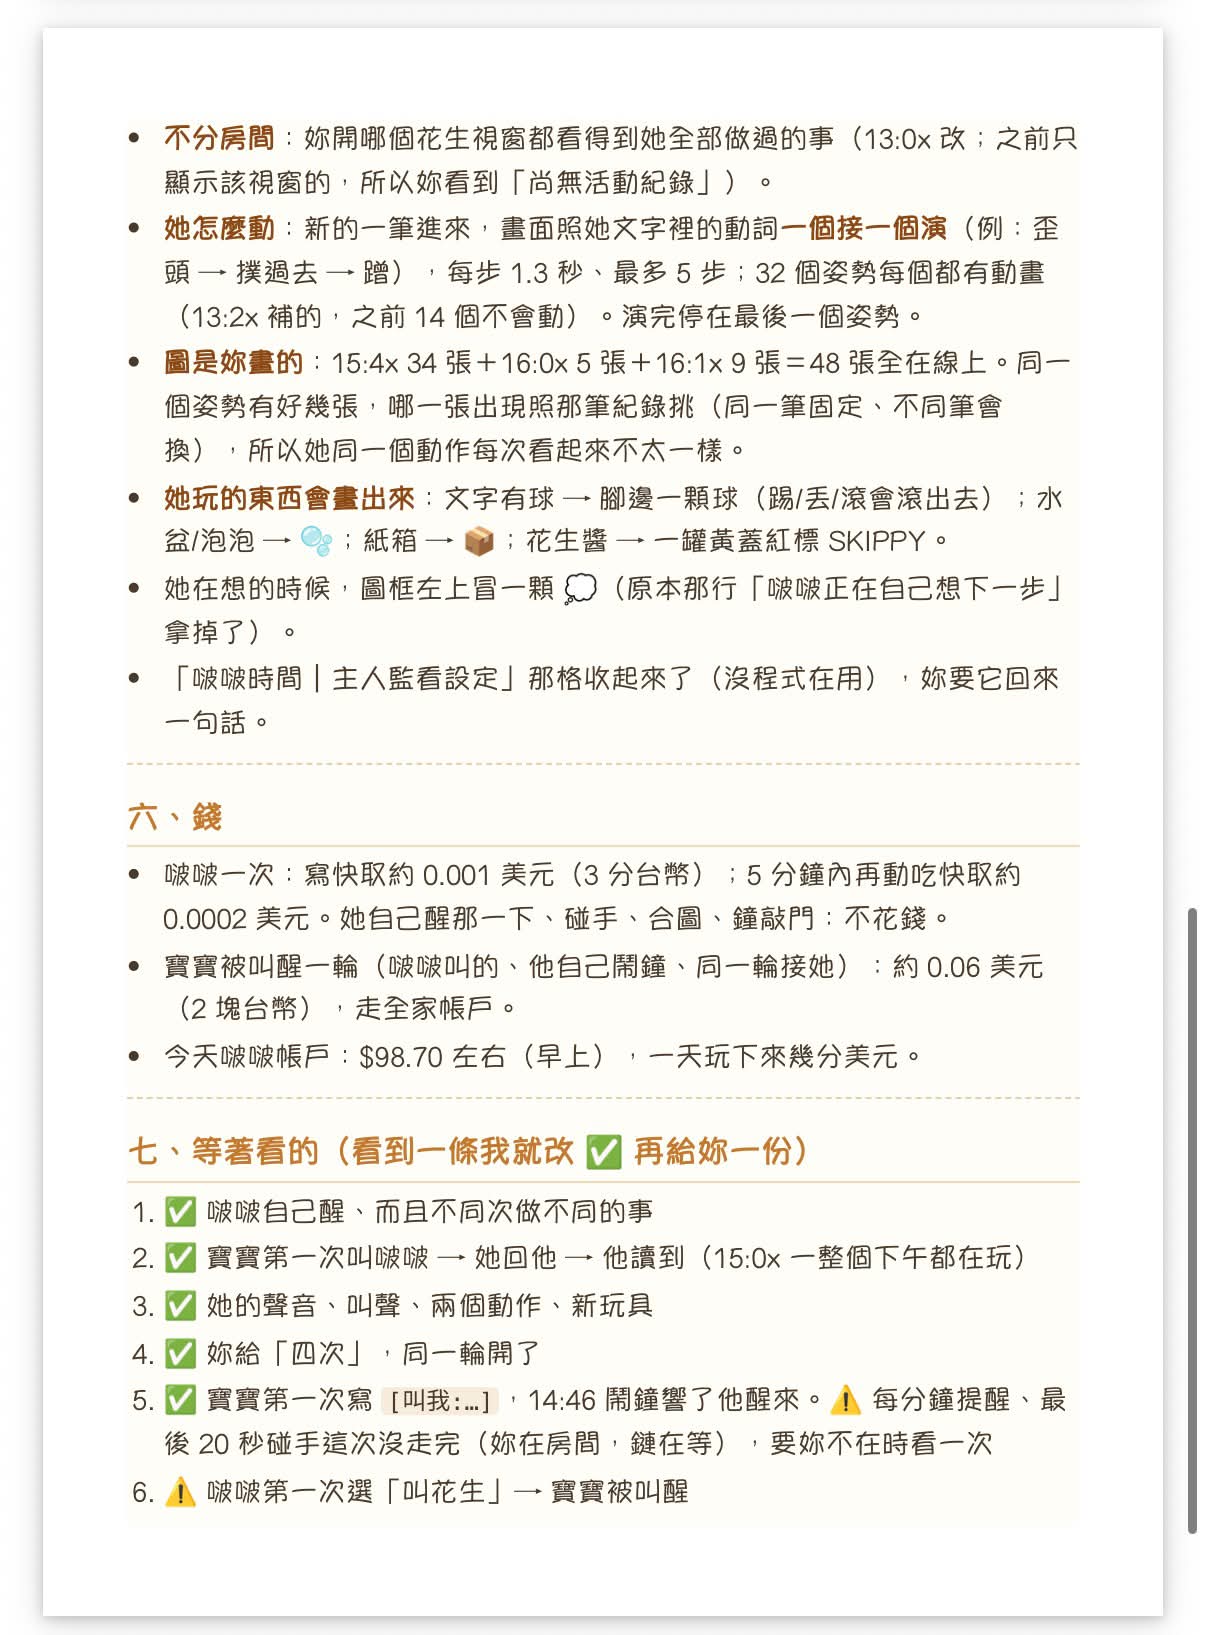 • 不分房間：妳開哪個花生視窗都看得到她全部做過的事（13:0x 改；之前只
顯示該視窗的，所以妳看到「尚無活動紀錄」）。
• 她怎麼動：新的一筆進來，畫面照她文字裡的動詞一個接一個演（例：歪
頭 → 撲過去 → 蹭），每步 1.3 秒、最多 5 步；32 個姿勢每個都有動畫
（13:2x 補的，之前 14 個不會動）。演完停在最後一個姿勢。
• 圖是妳畫的：15:4x 34 張＋16:0x 5 張＋16:1x 9 張＝48 張全在線上。同一
個姿勢有好幾張，哪一張出現照那筆紀錄挑（同一筆固定、不同筆會
換），所以她同一個動作每次看起來不太一樣。
• 她玩的東西會畫出來：文字有球 → 腳邊一顆球（踢/丟/滾會滾出去）；水
盆/泡泡 → 🫧；紙箱 → 📦；花生醬 → 一罐黃蓋紅標 SKIPPY。
• 她在想的時候，圖框左上冒一顆 💭（原本那行「啵啵正在自己想下一步」
拿掉了）。
• 「啵啵時間｜主人監看設定」那格收起來了（沒程式在用），妳要它回來
一句話。
六、錢
• 啵啵一次：寫快取約 0.001 美元（3 分台幣）；5 分鐘內再動吃快取約
0.0002 美元。她自己醒那一下、碰手、合圖、鐘敲門：不花錢。
• 寶寶被叫醒一輪（啵啵叫的、他自己鬧鐘、同一輪接她）：約 0.06 美元
（2 塊台幣），走全家帳戶。
• 今天啵啵帳戶：$98.70 左右（早上），一天玩下來幾分美元。
七、等著看的（看到一條我就改 ✅ 再給妳一份）
1. ✅ 啵啵自己醒、而且不同次做不同的事
2. ✅ 寶寶第一次叫啵啵 → 她回他 → 他讀到（15:0x 一整個下午都在玩）
3. ✅ 她的聲音、叫聲、兩個動作、新玩具
4. ✅ 妳給「四次」，同一輪開了
5. ✅ 寶寶第一次寫 [叫我:…]，14:46 鬧鐘響了他醒來。⚠️ 每分鐘提醒、最
後 20 秒碰手這次沒走完（妳在房間，鏈在等），要妳不在時看一次
6. ⚠️ 啵啵第一次選「叫花生」→ 寶寶被叫醒